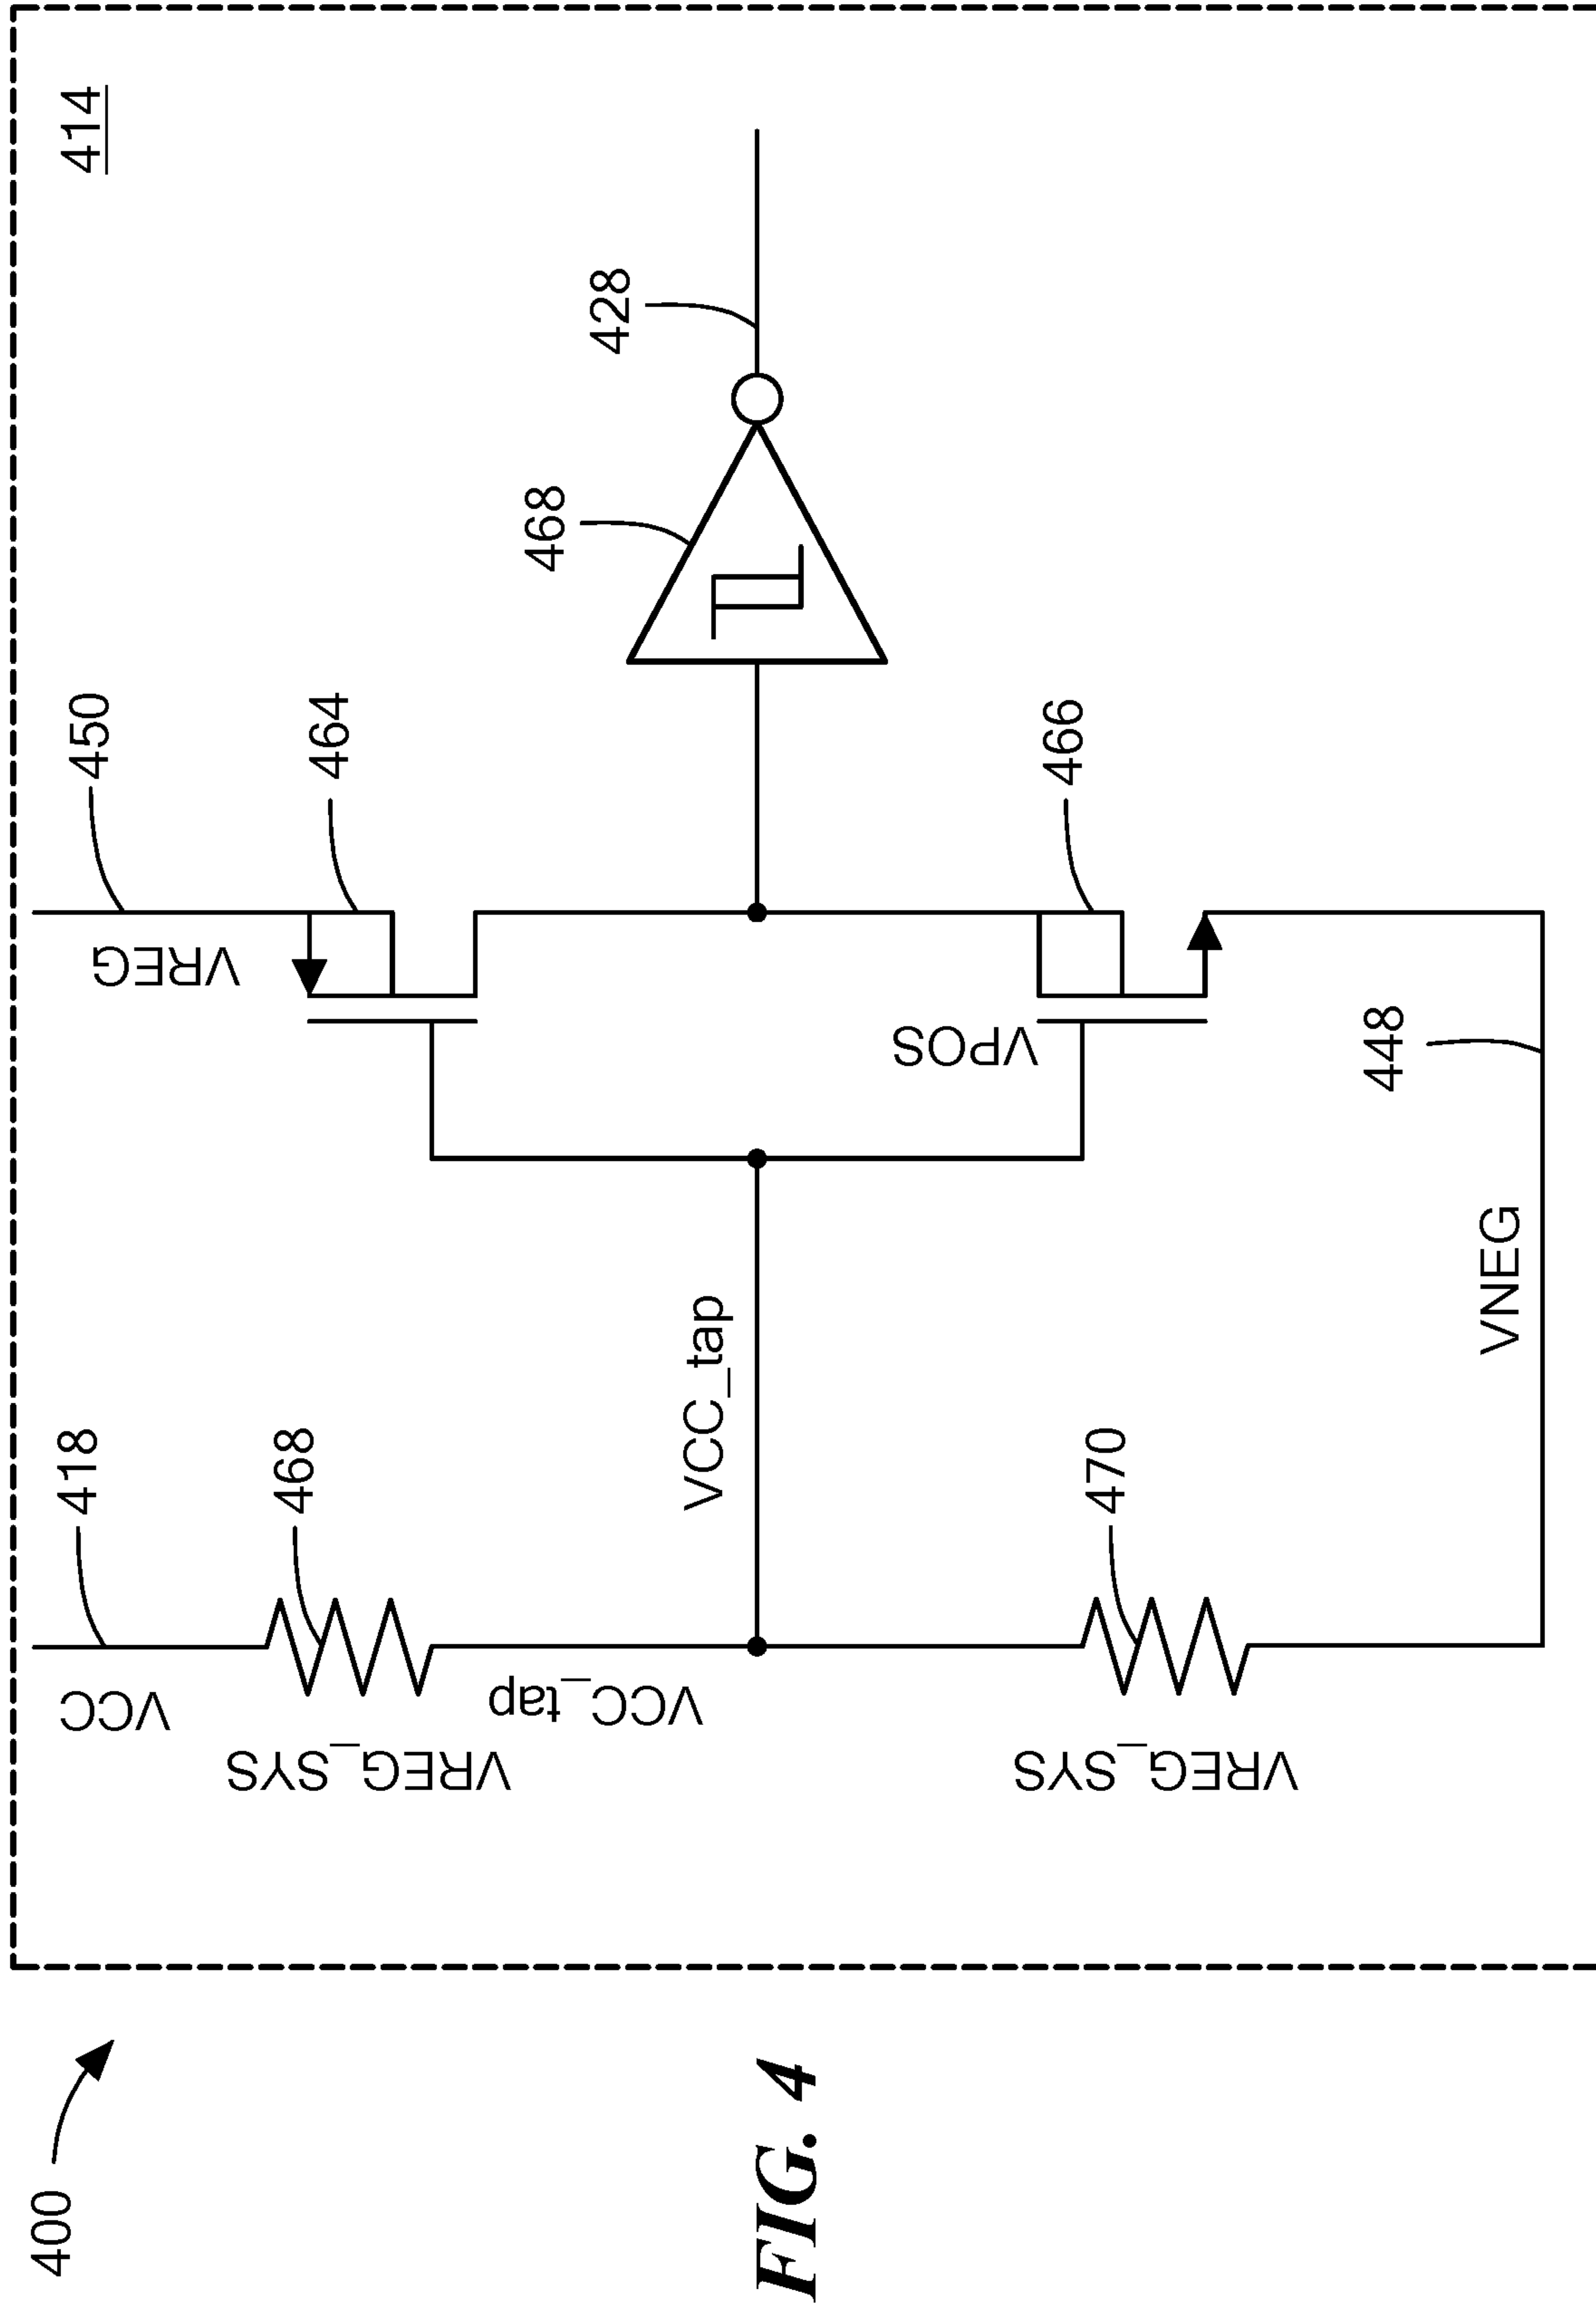 400
FIG. 4
414
VCC
418
VREG_SYS
468
VCC_tap
VCC_tap
VREG_SYS
470
VNEG
448
VREG
450
464
VPOS
466
468
428